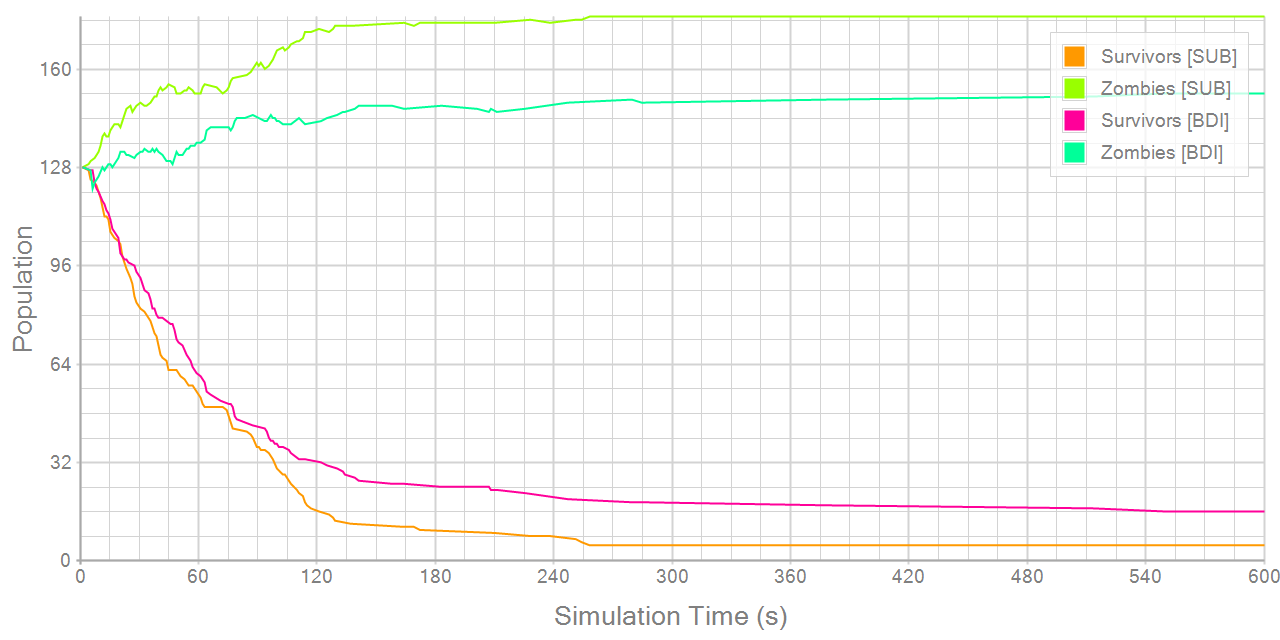 160
128
96
64
32
0
Population
Survivors [SUB]
Zombies [SUB]
Survivors [BDI]
Zombies [BDI]
0 60 120 180 240 300 360 420 480 540 600
Simulation Time (s)